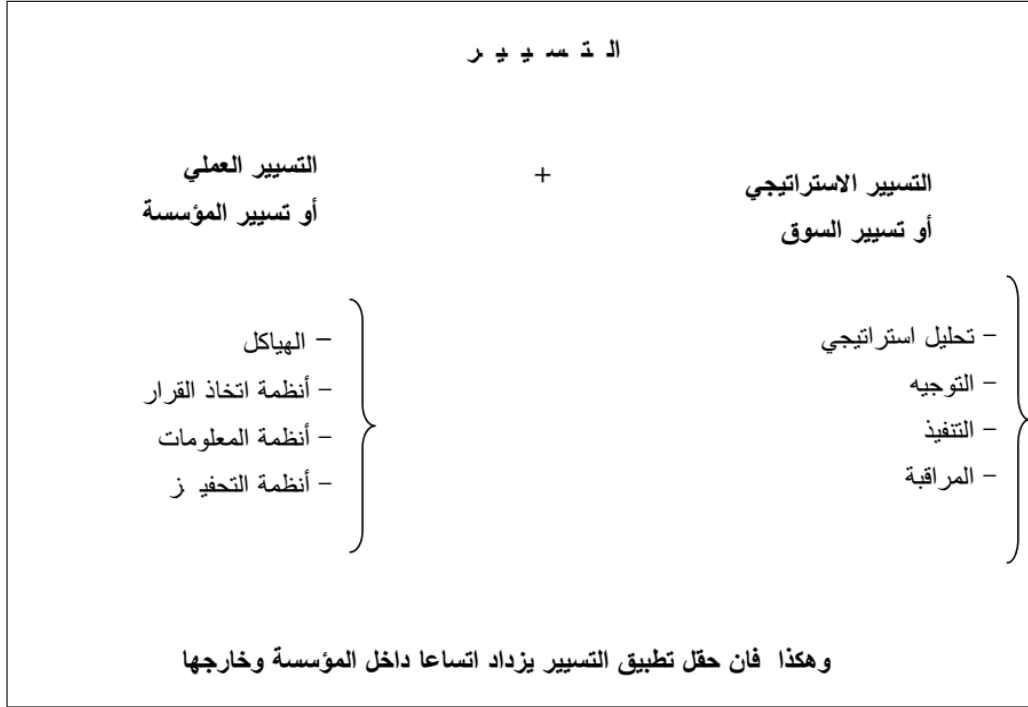 الـتـسـيـيـر
التسيير الاستراتيجي
أو تسيير السوق
+
التسيير العملي
أو تسيير المؤسسة
– تحليل استراتيجي
– التوجيه
– التنفيذ
– المراقبة
– الهياكل
– أنظمة اتخاذ القرار
– أنظمة المعلومات
– أنظمة التحفيز
وهكذا فان حقل تطبيق التسيير يزداد اتساعا داخل المؤسسة وخارجها